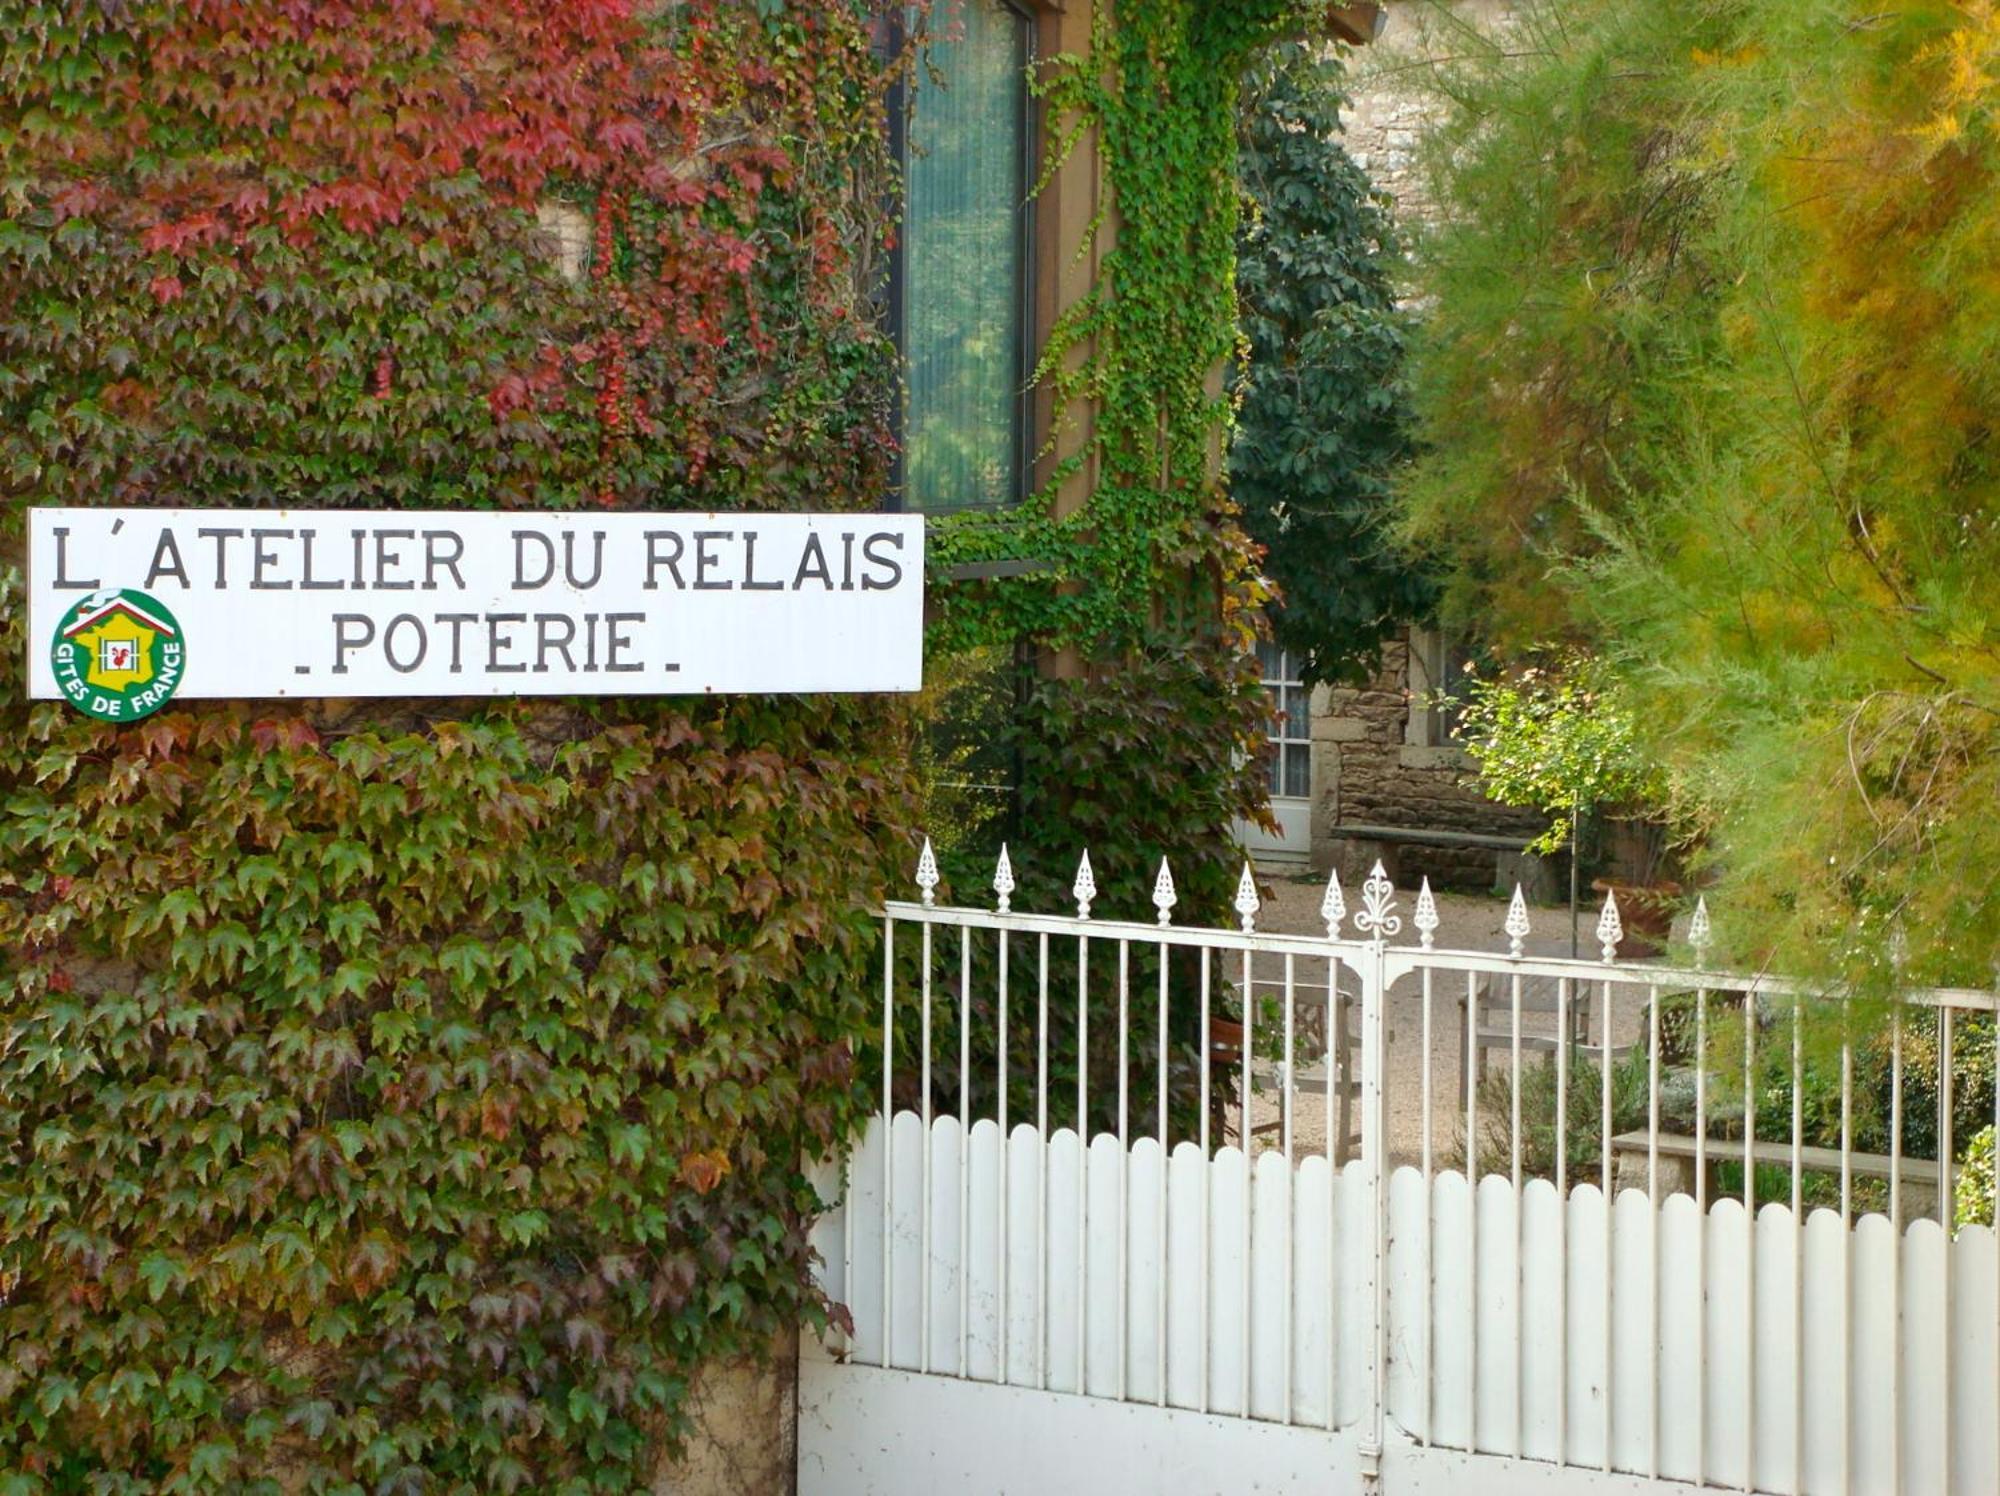 L'ATELIER DU RELAIS
- POTERIE -
GITES DE FRANCE